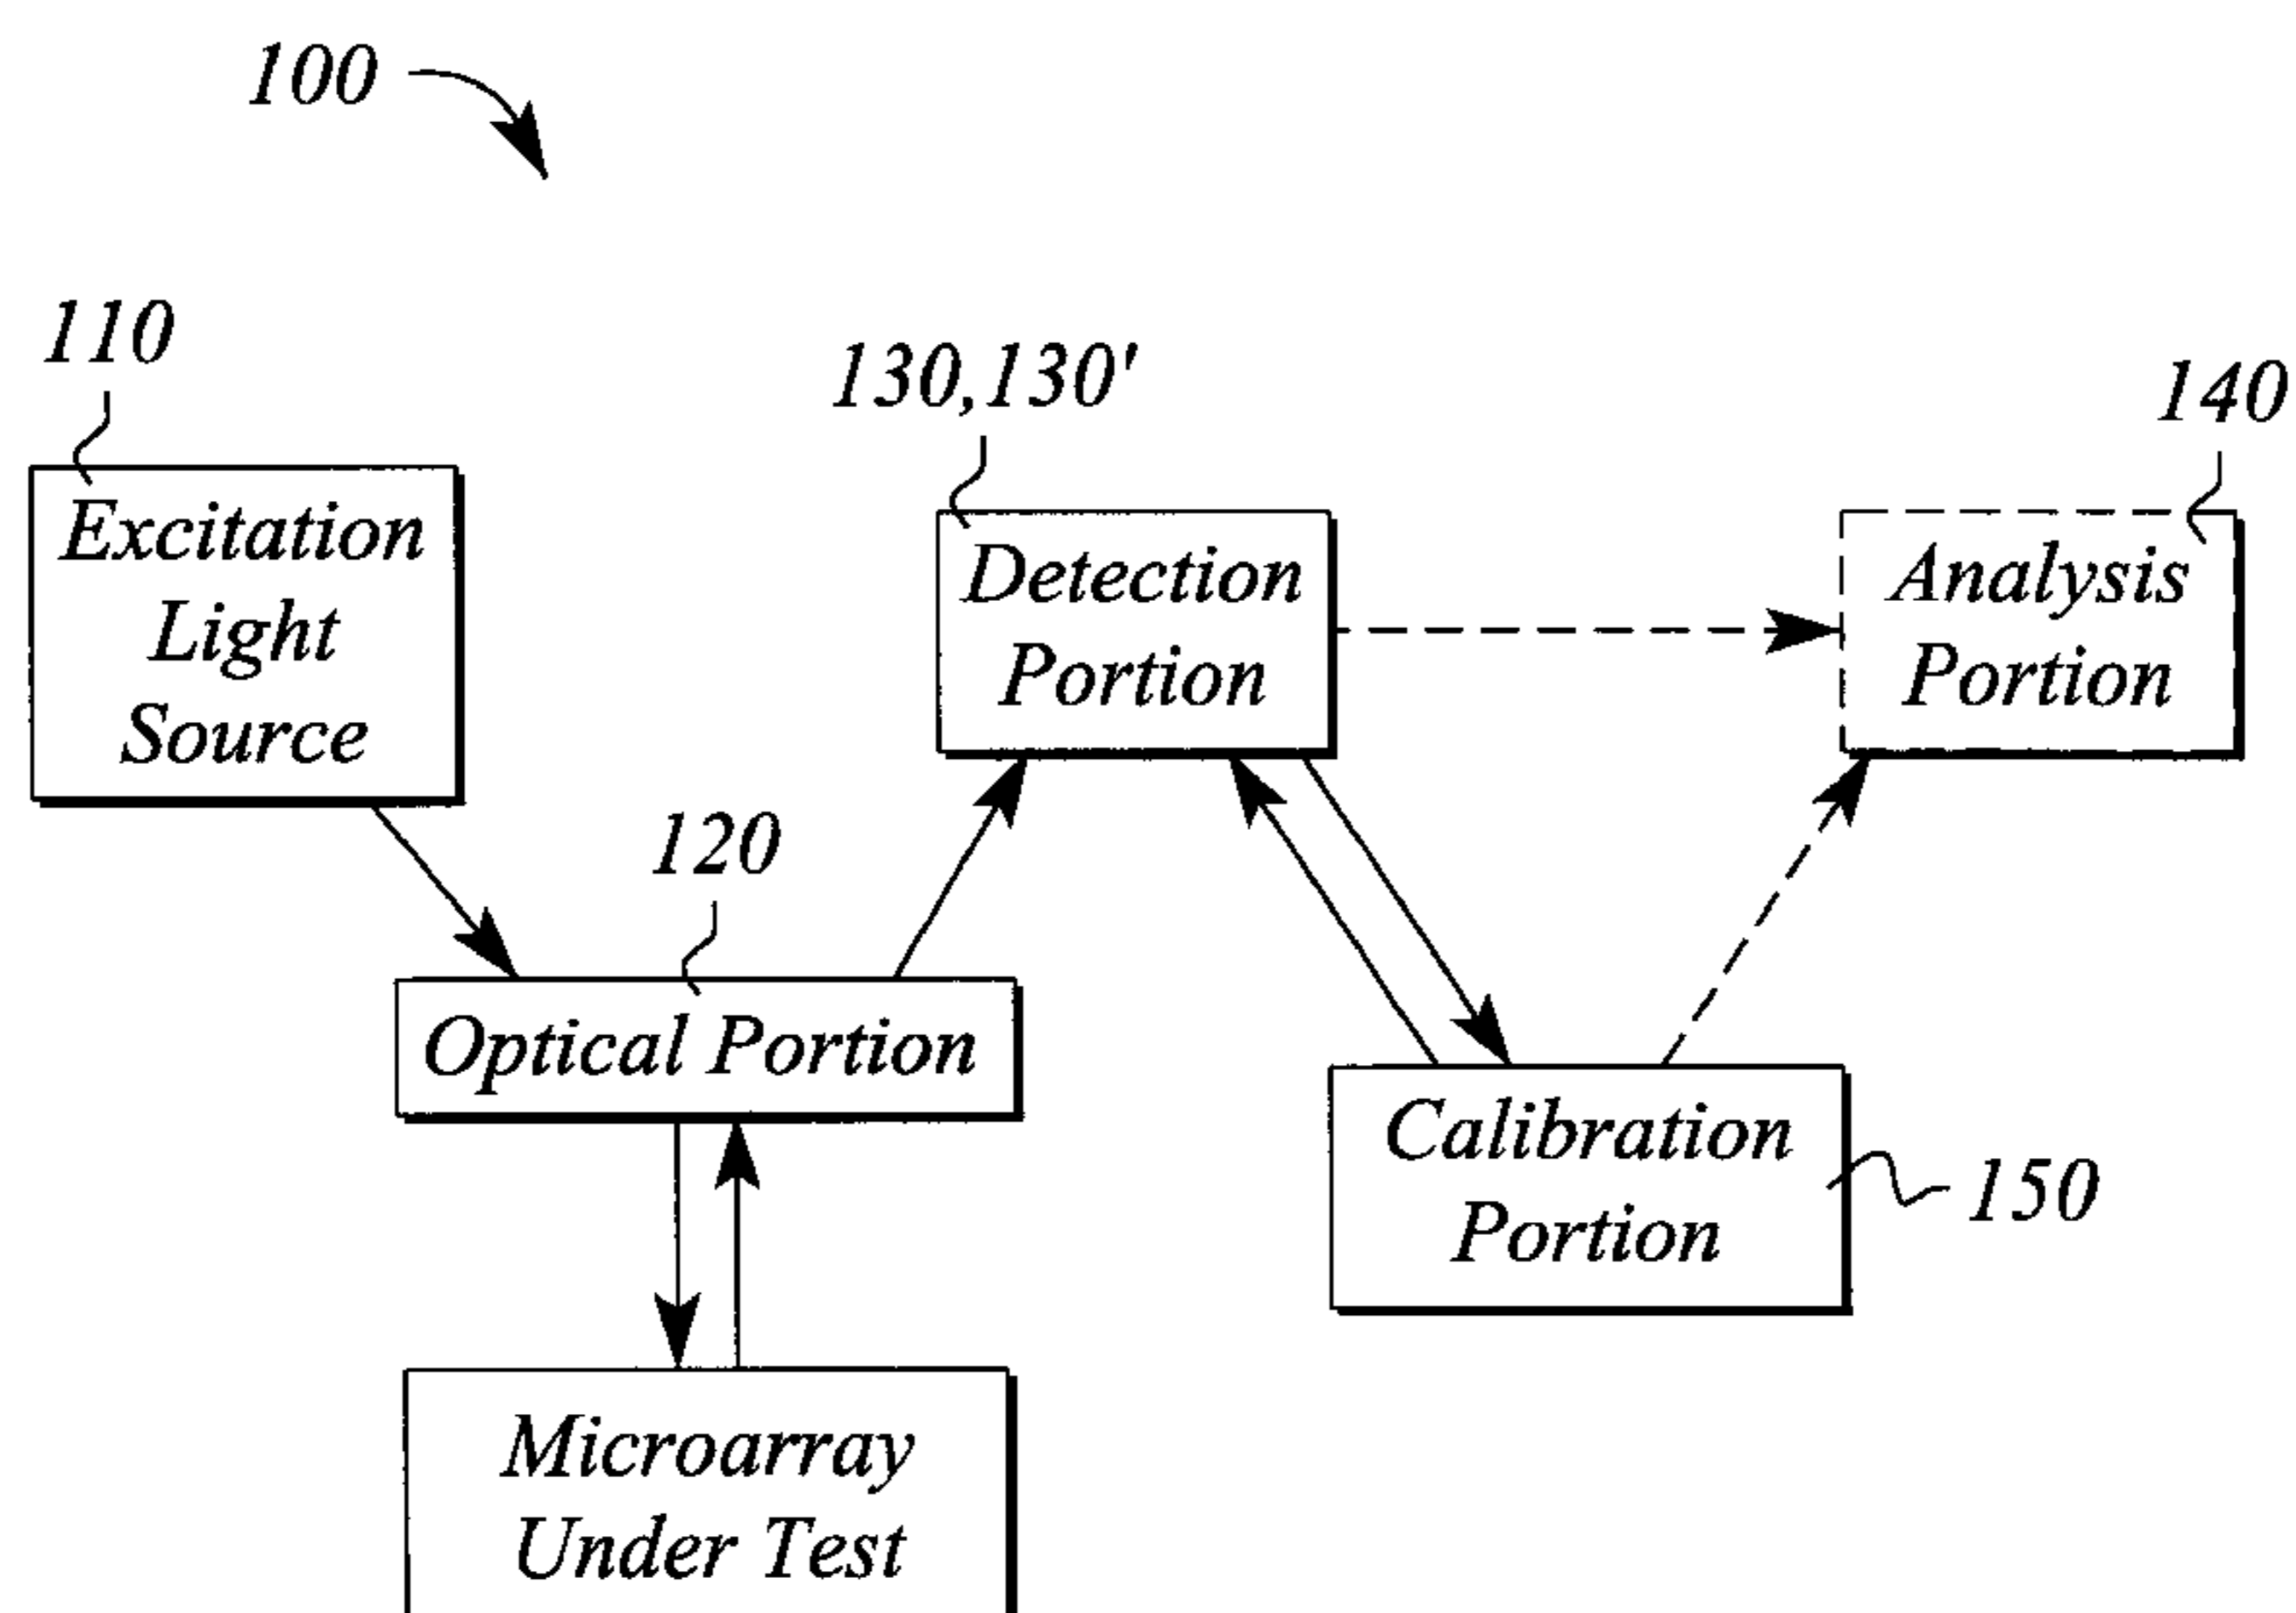 100
110
Excitation
Light
Source
130,130'
Detection
Portion
140
Analysis
Portion
120
Optical Portion
Calibration
Portion
150
Microarray
Under Test